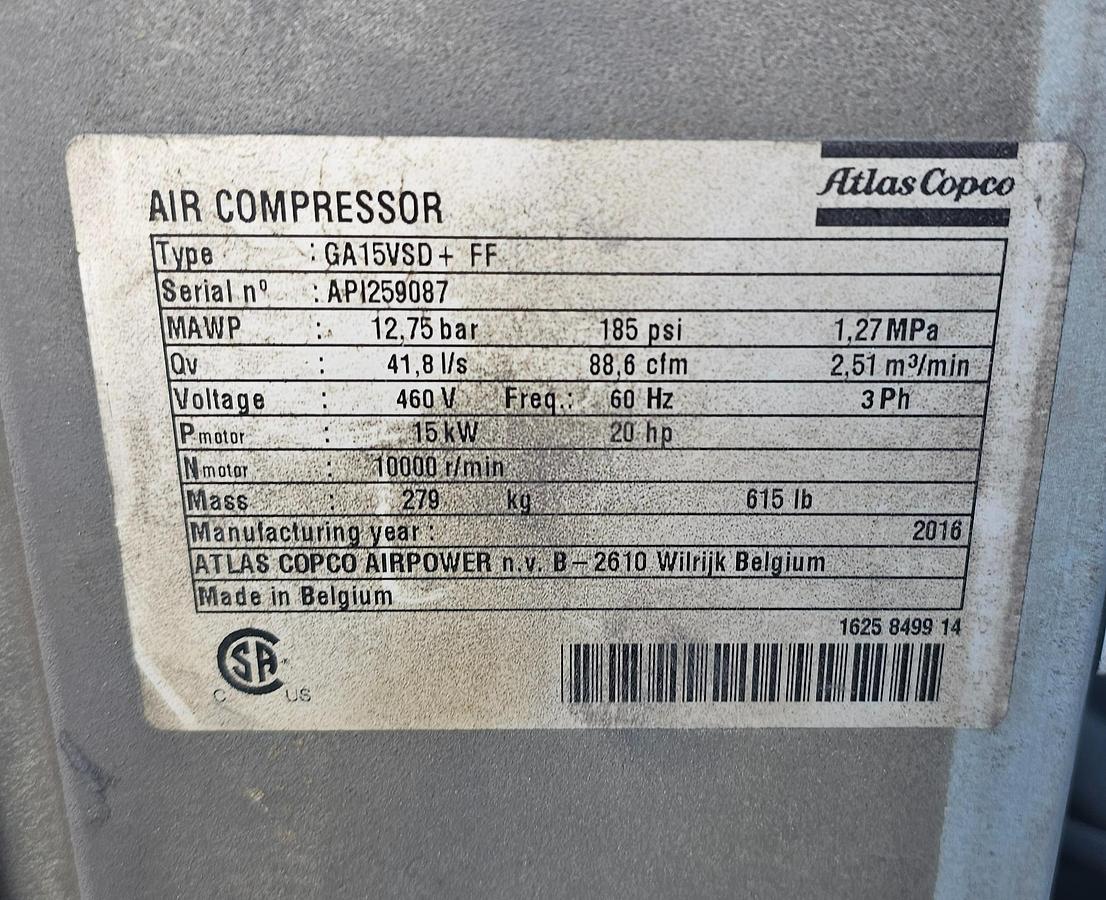 Atlas Copco
AIR COMPRESSOR
Type : GA15VSD+ FF
Serial nº : API259087
MAWP : 12,75 bar 185 psi 1,27 MPa
Qv : 41,8 l/s 88,6 cfm 2,51 m³/min
Voltage : 460 V Freq.: 60 Hz 3 Ph
Pmotor : 15 kW 20 hp
Nmotor : 10000 r/min
Mass : 279 kg 615 lb
Manufacturing year : 2016
ATLAS COPCO AIRPOWER n.v. B–2610 Wilrijk Belgium
Made in Belgium
1625 8499 14
CSA
C US